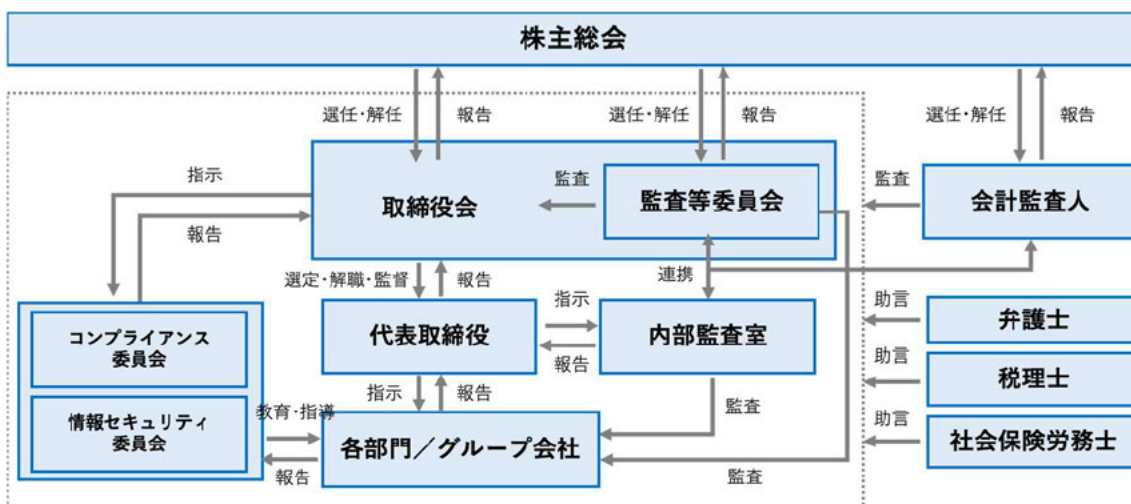 株主総会
選任・解任
報告
選任・解任
報告
選任・解任
報告
指示
報告
取締役会
監査
監査等委員会
監査
会計監査人
選定・解職・監督
報告
連携
コンプライアンス
委員会
情報セキュリティ
委員会
代表取締役
指示
報告
内部監査室
助言
弁護士
助言
税理士
助言
社会保険労務士
指示
報告
監査
教育・指導
報告
各部門／グループ会社
監査